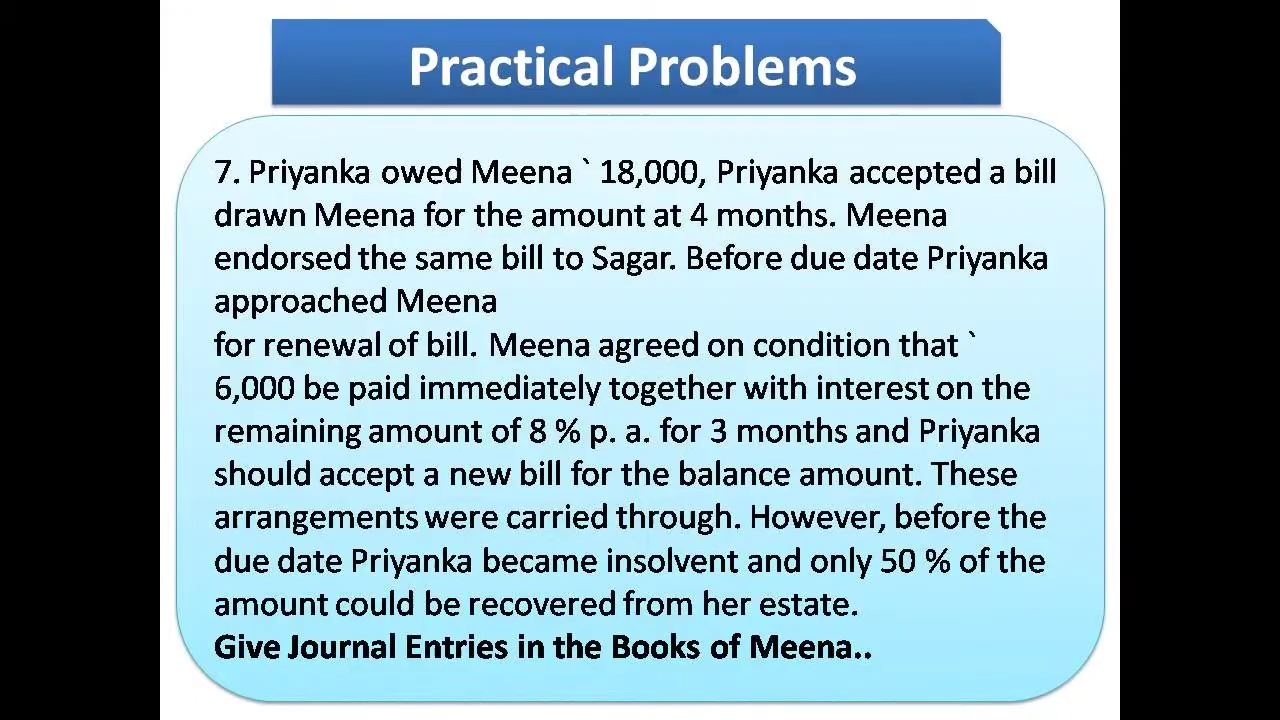 Practical Problems
7. Priyanka owed Meena ` 18,000, Priyanka accepted a bill
drawn Meena for the amount at 4 months. Meena
endorsed the same bill to Sagar. Before due date Priyanka
approached Meena
for renewal of bill. Meena agreed on condition that `
6,000 be paid immediately together with interest on the
remaining amount of 8 % p. a. for 3 months and Priyanka
should accept a new bill for the balance amount. These
arrangements were carried through. However, before the
due date Priyanka became insolvent and only 50 % of the
amount could be recovered from her estate.
Give Journal Entries in the Books of Meena..